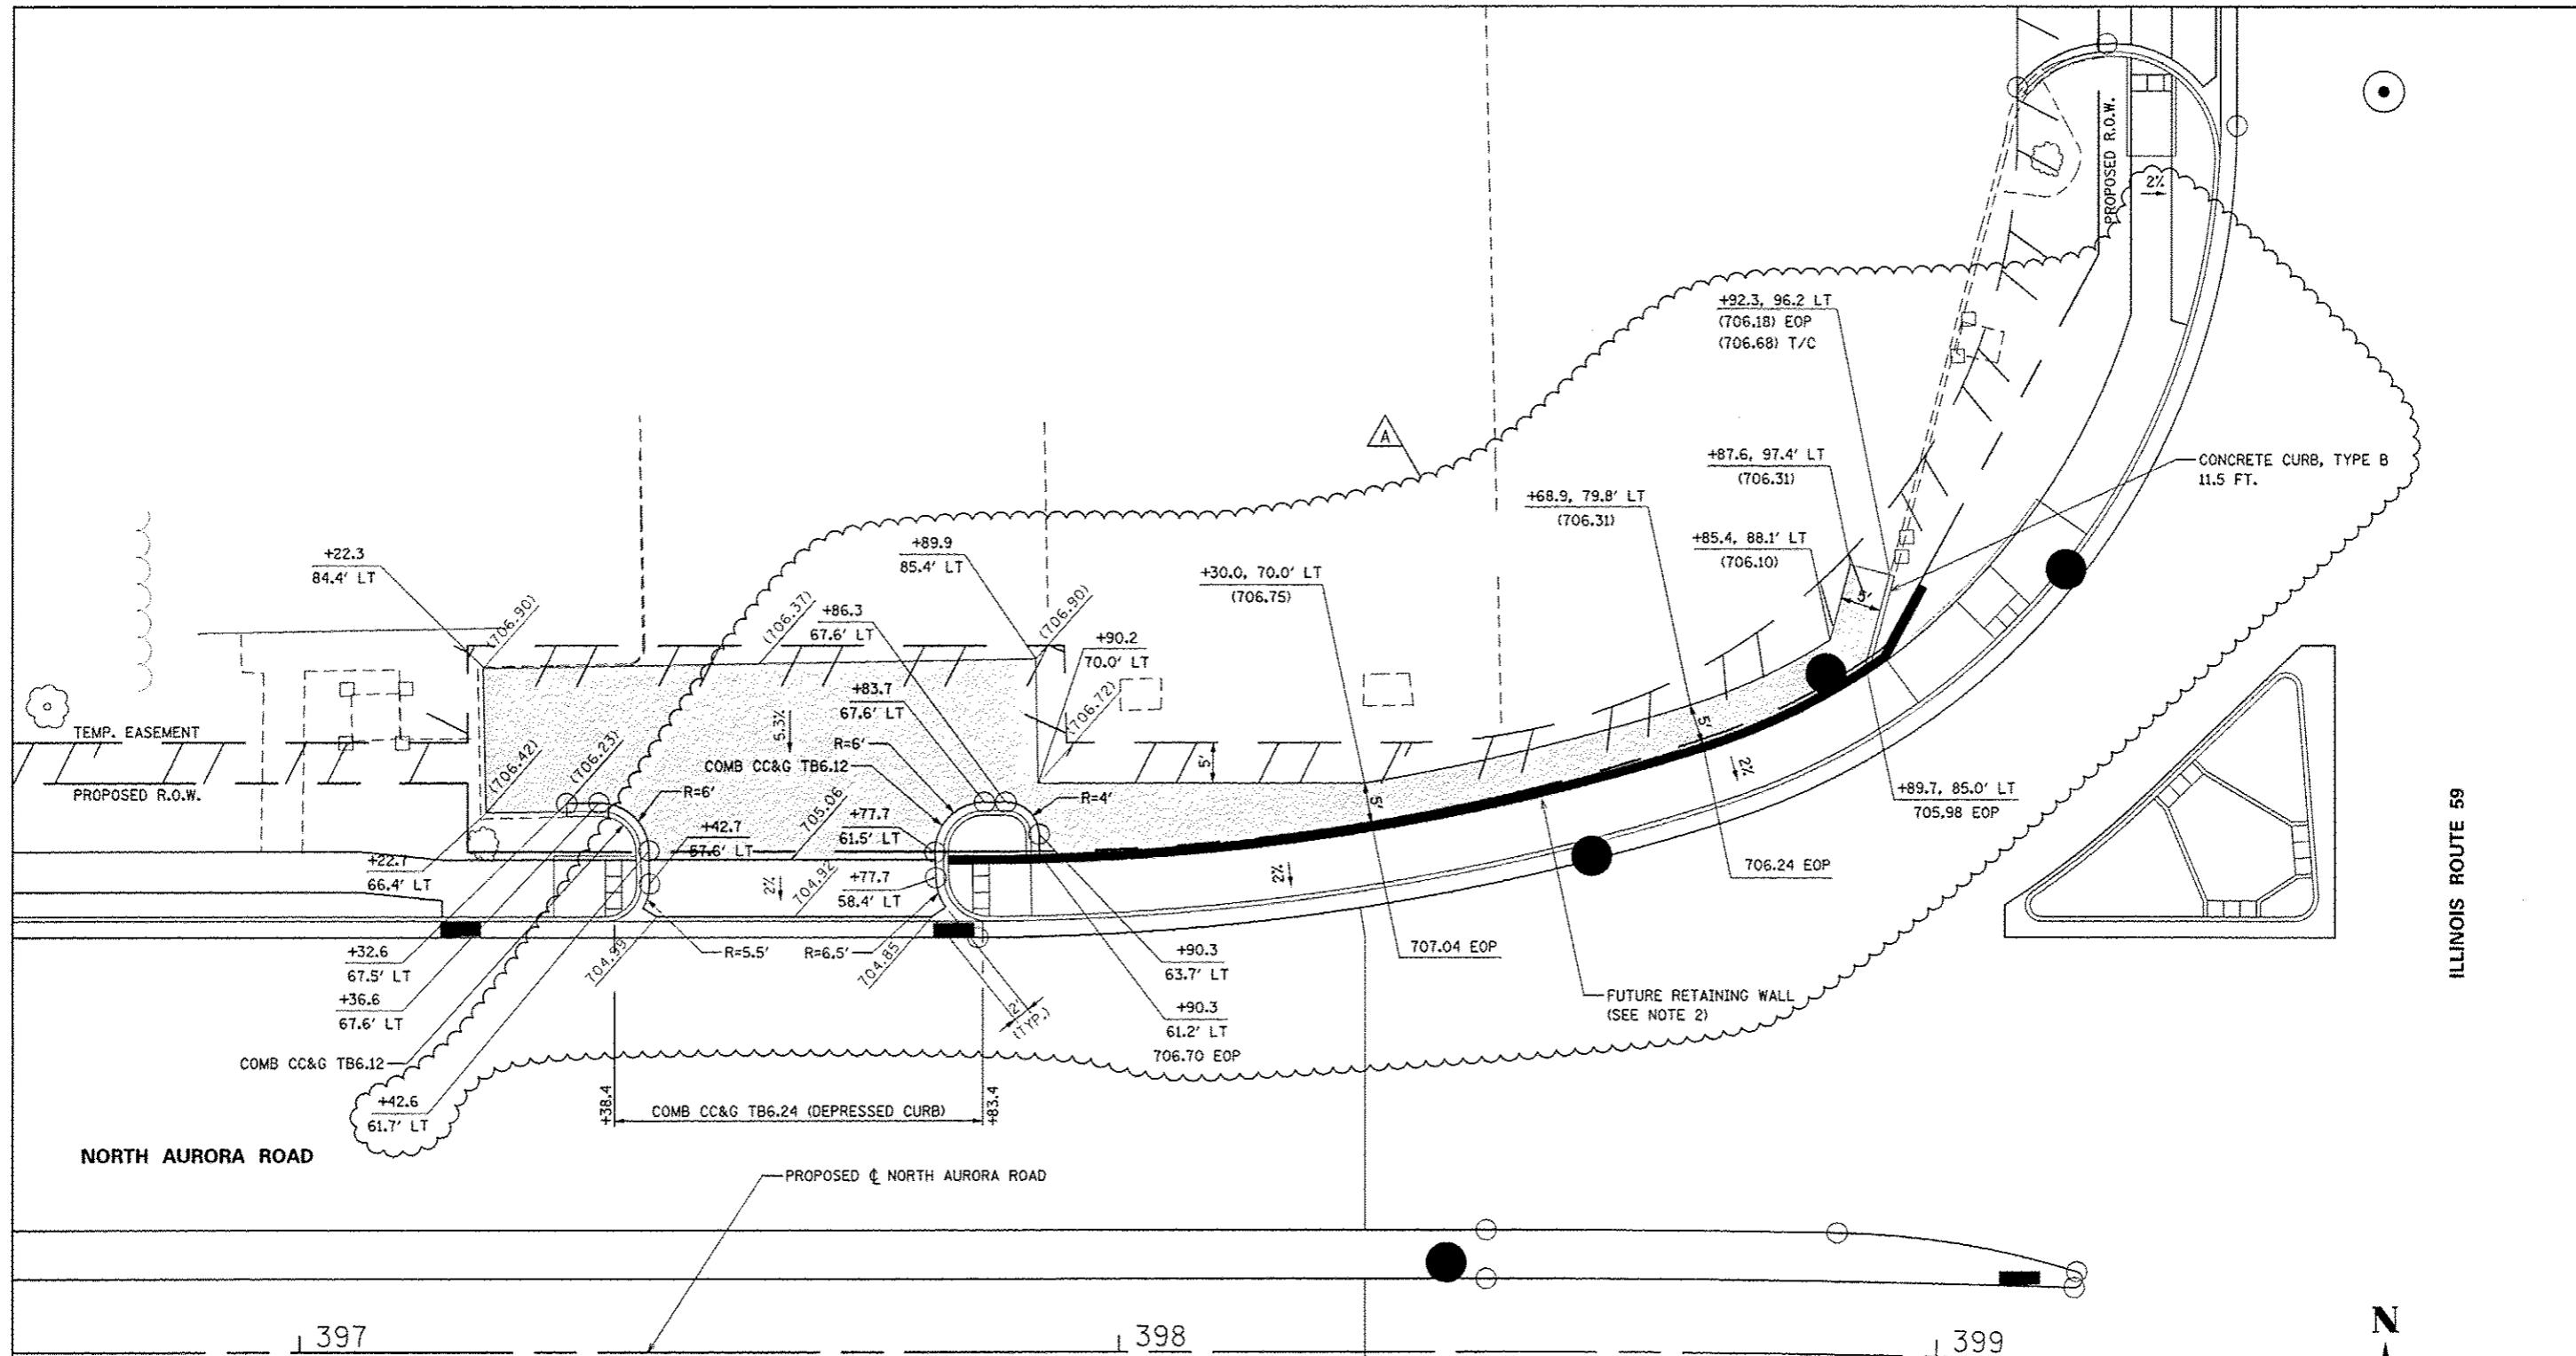 PROPOSED R.O.W.
2%
+92.3, 96.2 LT
(706.18) EOP
(706.68) T/C
A
+87.6, 97.4' LT
(706.31)
CONCRETE CURB, TYPE B
11.5 FT.
+68.9, 79.8' LT
(706.31)
+85.4, 88.1' LT
(706.10)
+22.3
84.4' LT
+89.9
85.4' LT
+30.0, 70.0' LT
(706.75)
(706.90)
(706.37)
+86.3
67.6' LT
(706.90)
5'
+90.2
70.0' LT
+83.7
67.6' LT
(706.72)
5.3%
5'
TEMP. EASEMENT
R=6'
COMB CC&G TB6.12
5'
2%
PROPOSED R.O.W.
(706.42)
(706.23)
R=6'
R=4'
5'
+89.7, 85.0' LT
705.98 EOP
705.06
+77.7
61.5' LT
+42.7
57.6' LT
+22.7
66.4' LT
706.24 EOP
2%
704.92
+77.7
58.4' LT
2%
ILLINOIS ROUTE 59
+32.6
67.5' LT
704.99
R=5.5'
R=6.5'
704.85
+90.3
63.7' LT
707.04 EOP
+36.6
67.6' LT
2'
(TYP.)
+90.3
61.2' LT
706.70 EOP
FUTURE RETAINING WALL
(SEE NOTE 2)
COMB CC&G TB6.12
+42.6
61.7' LT
+38.4
COMB CC&G TB6.24 (DEPRESSED CURB)
+83.4
NORTH AURORA ROAD
PROPOSED ℄ NORTH AURORA ROAD
397
398
399
N